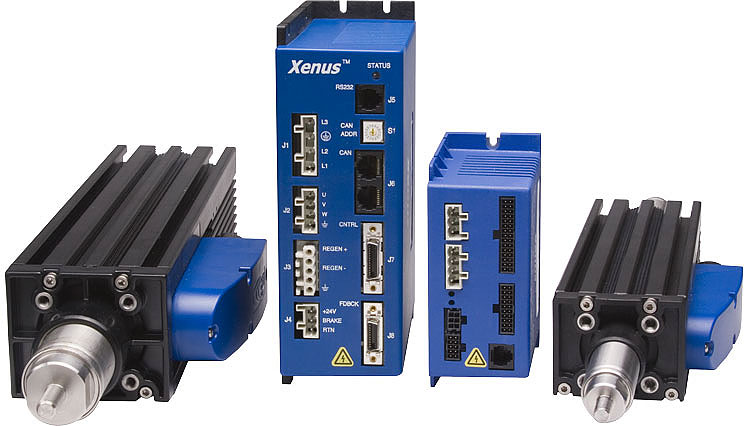 Xenus™
STATUS
RS232
J5
CAN
ADDR
S1
L3
J1
L2
L1
CAN
J6
U
J2
V
W
CNTRL
REGEN +
J3
REGEN -
J7
FDBCK
J4
+24V
BRAKE
RTN
J8